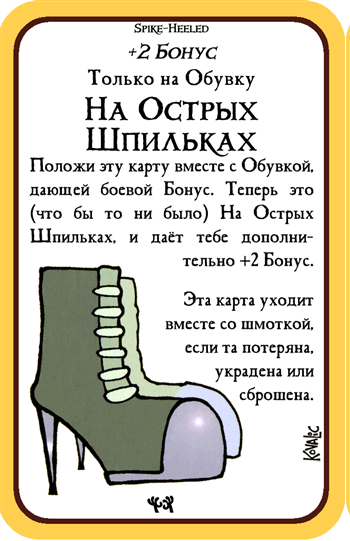 Spike-Heeled
+2 Бонус
Только на Обувку
На Острых
Шпильках
Положи эту карту вместе с Обувкой,
дающей боевой Бонус. Теперь это
(что бы то ни было) На Острых
Шпильках, и даёт тебе дополни-
тельно +2 Бонус.
Эта карта уходит
вместе со шмоткой,
если та потеряна,
украдена или
сброшена.
Kovalic